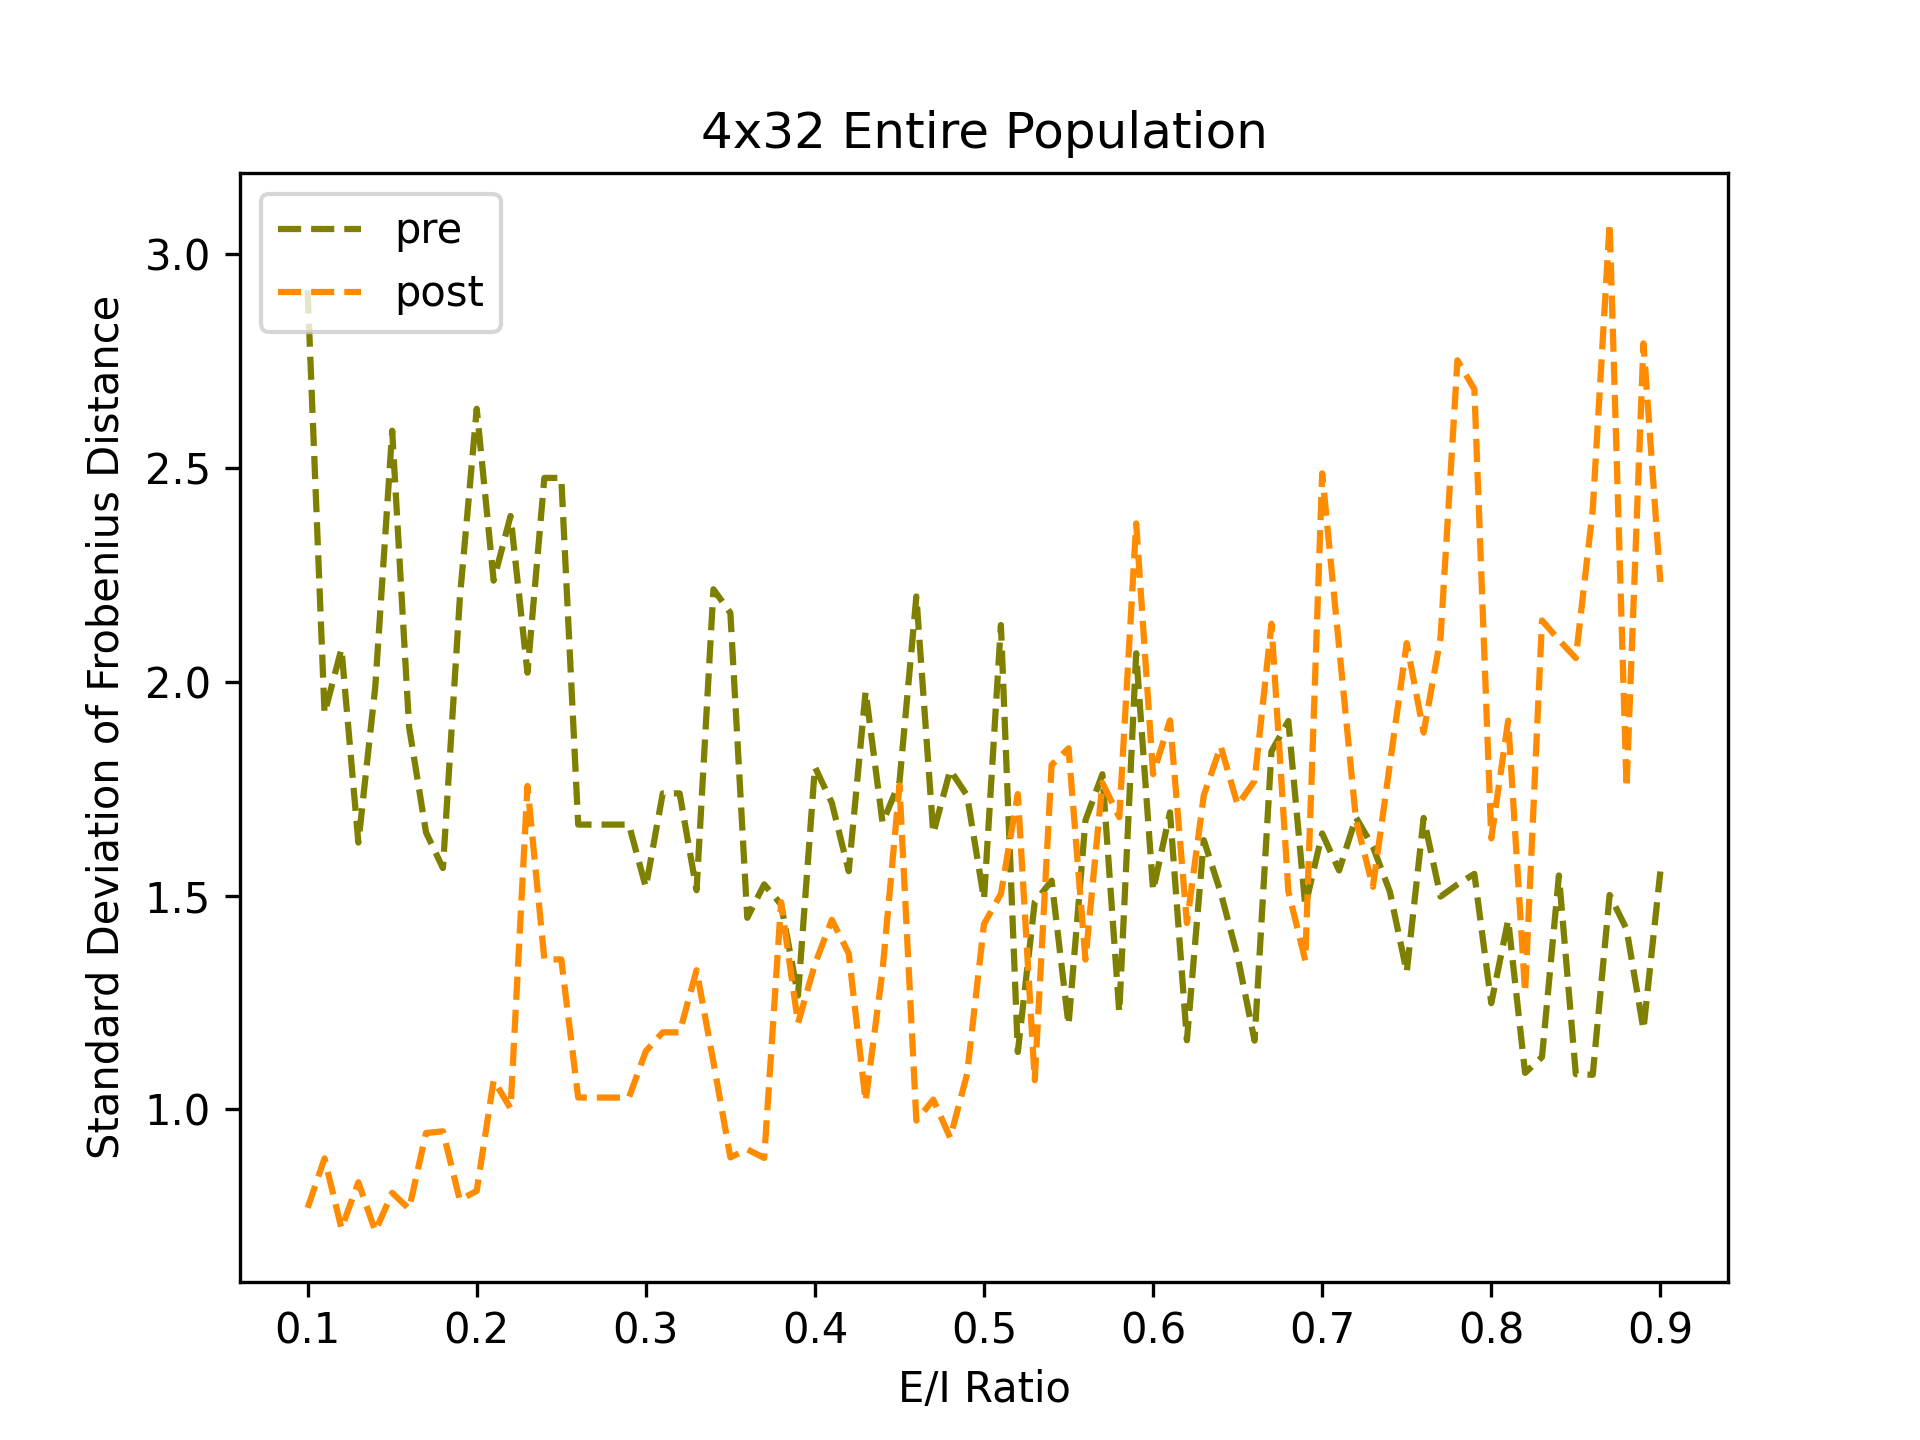 4x32 Entire Population
pre
post
Standard Deviation of Frobenius Distance
3.0
2.5
2.0
1.5
1.0
0.1 0.2 0.3 0.4 0.5 0.6 0.7 0.8 0.9
E/I Ratio